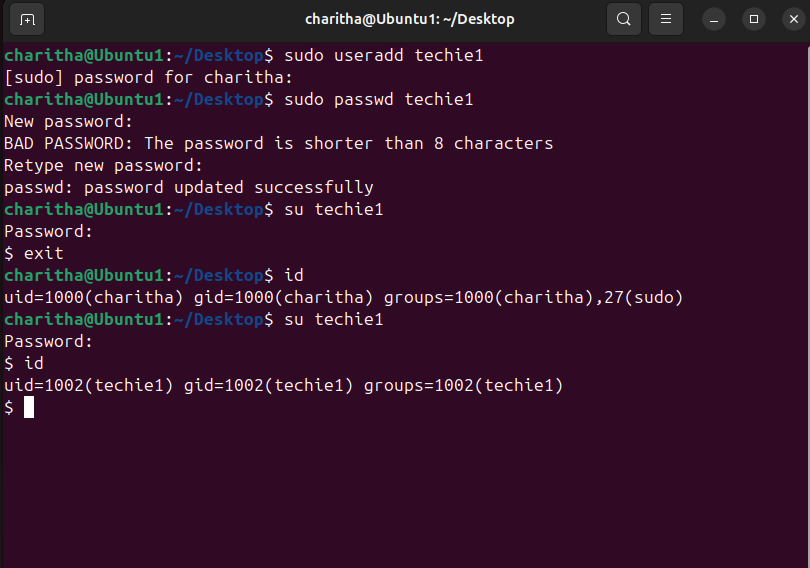 charitha@Ubuntu1: ~/Desktop
charitha@Ubuntu1:~/Desktop$ sudo useradd techie1
[sudo] password for charitha:
charitha@Ubuntu1:~/Desktop$ sudo passwd techie1
New password:
BAD PASSWORD: The password is shorter than 8 characters
Retype new password:
passwd: password updated successfully
charitha@Ubuntu1:~/Desktop$ su techie1
Password:
$ exit
charitha@Ubuntu1:~/Desktop$ id
uid=1000(charitha) gid=1000(charitha) groups=1000(charitha),27(sudo)
charitha@Ubuntu1:~/Desktop$ su techie1
Password:
$ id
uid=1002(techie1) gid=1002(techie1) groups=1002(techie1)
$